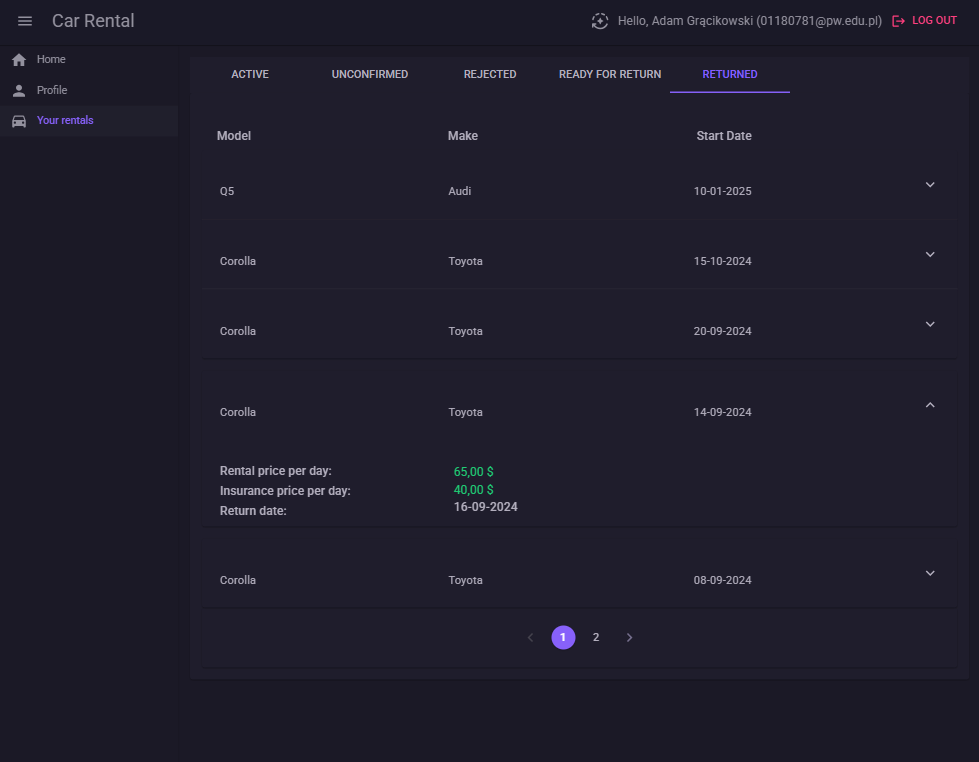 Car Rental
Hello, Adam Grącikowski (01180781@pw.edu.pl)
LOG OUT
Home
Profile
Your rentals
ACTIVE UNCONFIRMED REJECTED READY FOR RETURN RETURNED
Model Make Start Date
Q5 Audi 10-01-2025
Corolla Toyota 15-10-2024
Corolla Toyota 20-09-2024
Corolla Toyota 14-09-2024
Rental price per day: 65,00 $
Insurance price per day: 40,00 $
Return date: 16-09-2024
Corolla Toyota 08-09-2024
1 2